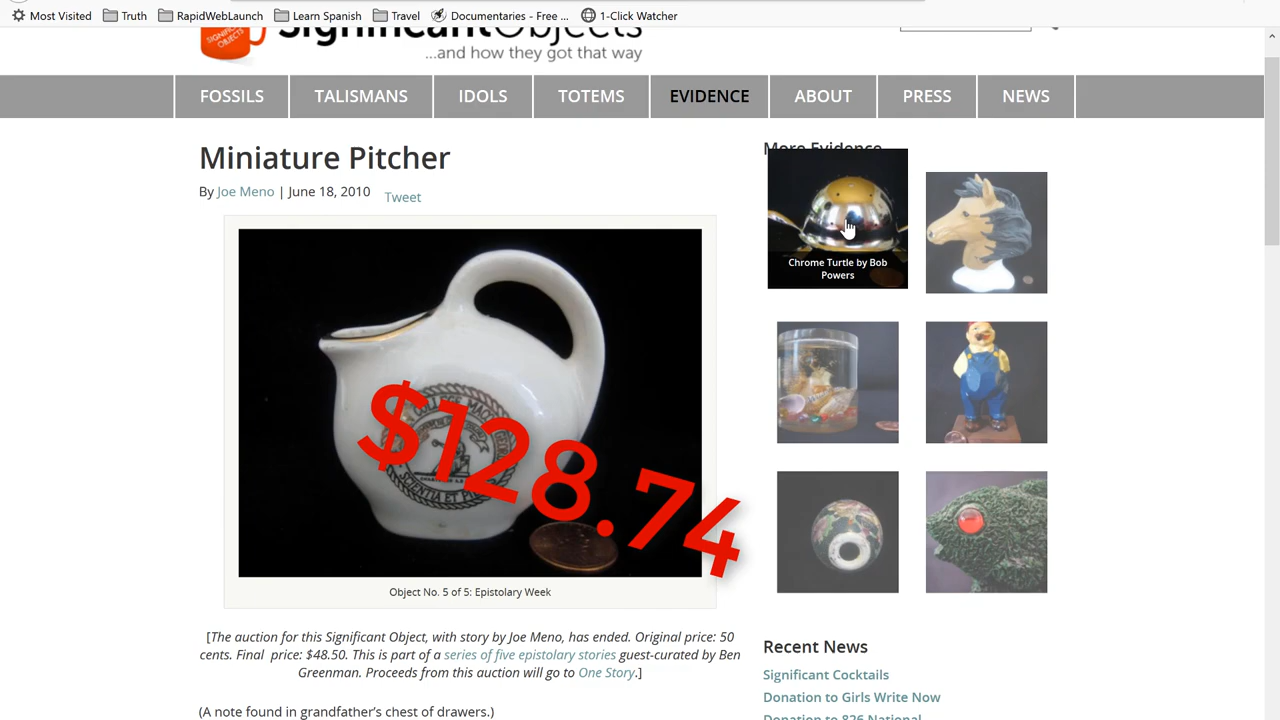 Most Visited Truth RapidWebLaunch Learn Spanish Travel Documentaries - Free ... 1-Click Watcher
SIGNIFICANT OBJECTS
SignificantObjects
...and how they got that way
FOSSILS TALISMANS IDOLS TOTEMS EVIDENCE ABOUT PRESS NEWS
Miniature Pitcher
By Joe Meno | June 18, 2010 Tweet
$128.74
Object No. 5 of 5: Epistolary Week
[The auction for this Significant Object, with story by Joe Meno, has ended. Original price: 50
cents. Final price: $48.50. This is part of a series of five epistolary stories guest-curated by Ben
Greenman. Proceeds from this auction will go to One Story.]
(A note found in grandfather's chest of drawers.)
More Evidence
Chrome Turtle by Bob
Powers
Recent News
Significant Cocktails
Donation to Girls Write Now
Donation to 826 National